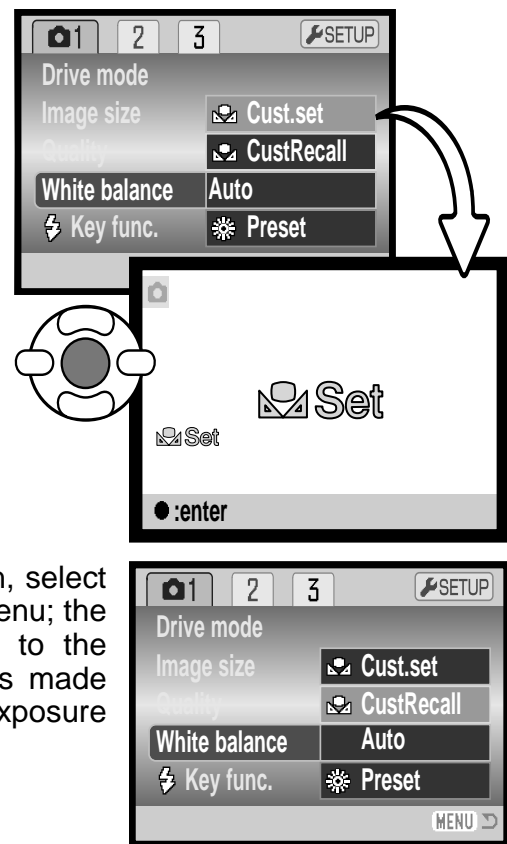 1 2 3 SETUP
Drive mode
Image size Cust.set
Quality CustRecall
White balance Auto
Key func. Preset
Set
Set
:enter
n, select
enu; the
to the
s made
xposure
1 2 3 SETUP
Drive mode
Image size Cust.set
Quality CustRecall
White balance Auto
Key func. Preset
MENU